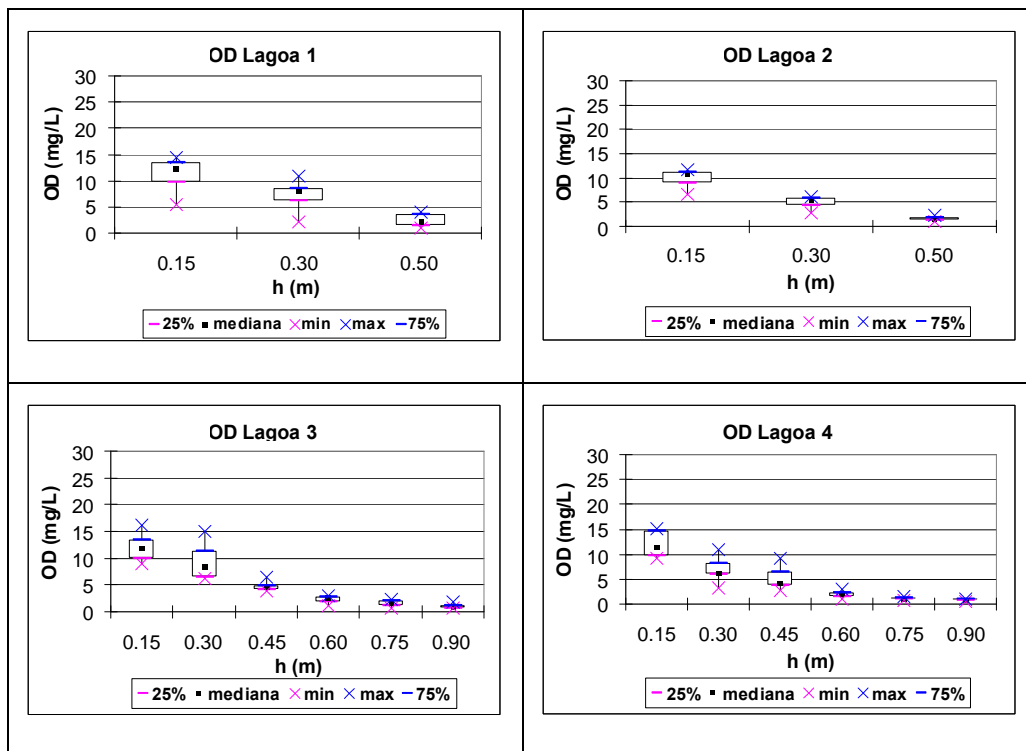 OD Lagoa 1
OD (mg/L)
30
25
20
15
10
5
0
0.15 0.30 0.50
h (m)
25% mediana min max 75%
OD Lagoa 2
OD (mg/L)
30
25
20
15
10
5
0
0.15 0.30 0.50
h (m)
25% mediana min max 75%
OD Lagoa 3
OD (mg/L)
30
25
20
15
10
5
0
0.15 0.30 0.45 0.60 0.75 0.90
h (m)
25% mediana min max 75%
OD Lagoa 4
OD (mg/L)
30
25
20
15
10
5
0
0.15 0.30 0.45 0.60 0.75 0.90
h (m)
25% mediana min max 75%